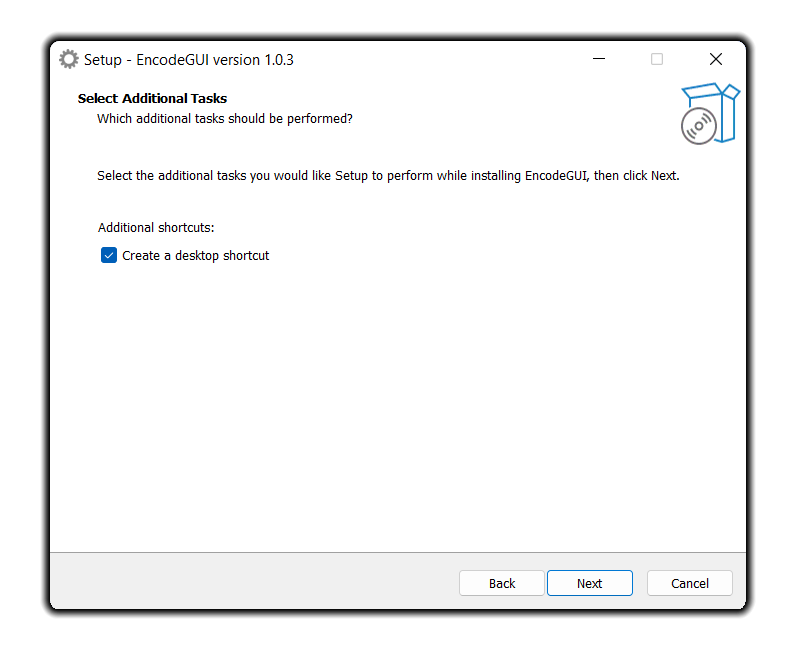 Setup - EncodeGUI version 1.0.3
Select Additional Tasks
Which additional tasks should be performed?
Select the additional tasks you would like Setup to perform while installing EncodeGUI, then click Next.
Additional shortcuts:
Create a desktop shortcut
Back Next Cancel